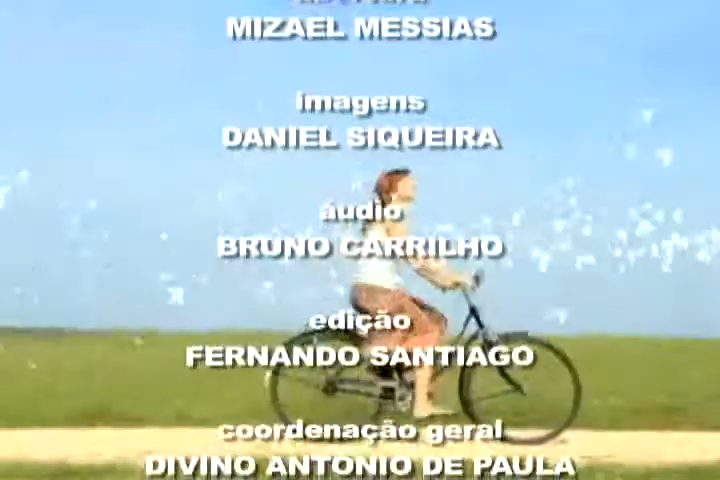 MIZAEL MESSIAS
imagens
DANIEL SIQUEIRA
áudio
BRUNO CARRILHO
edição
FERNANDO SANTIAGO
coordenação geral
DIVINO ANTONIO DE PAULA